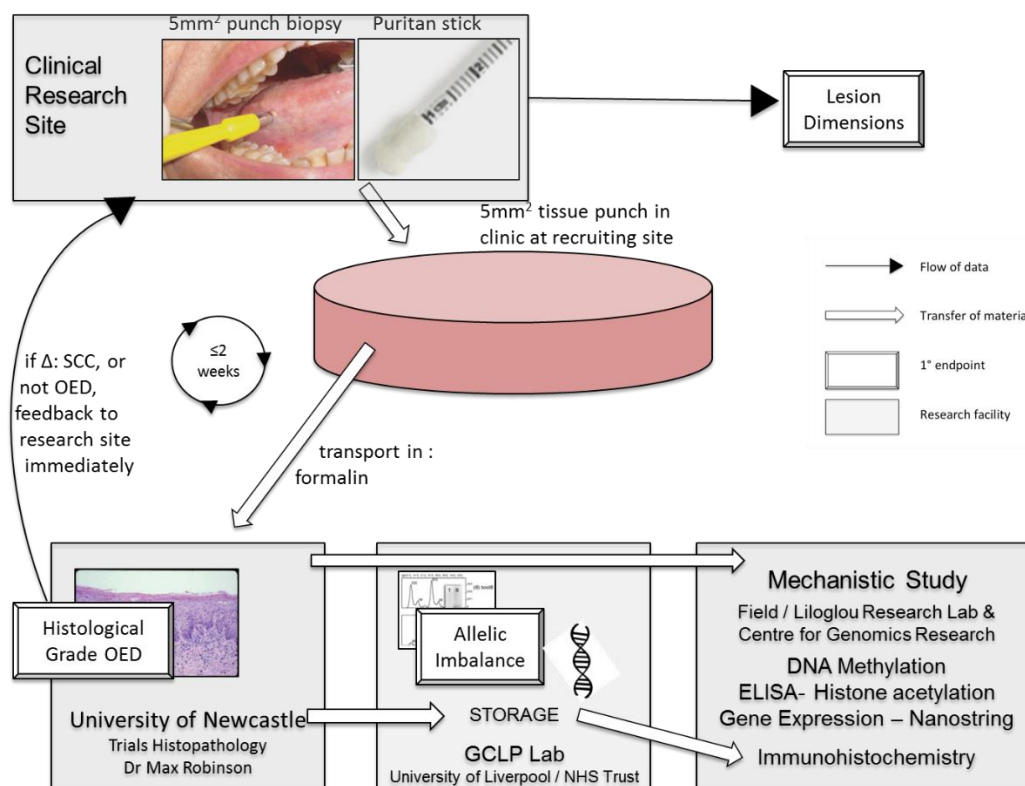 5mm² punch biopsy
Puritan stick
Clinical
Research
Site
Lesion
Dimensions
5mm² tissue punch in
clinic at recruiting site
Flow of data
Transfer of material
1° endpoint
Research facility
≤2
weeks
if Δ: SCC, or
not OED,
feedback to
research site
immediately
transport in :
formalin
Histological
Grade OED
University of Newcastle
Trials Histopathology
Dr Max Robinson
Allelic
Imbalance
STORAGE
GCLP Lab
University of Liverpool / NHS Trust
Mechanistic Study
Field / Liloglou Research Lab &
Centre for Genomics Research
DNA Methylation
ELISA- Histone acetylation
Gene Expression – Nanostring
Immunohistochemistry